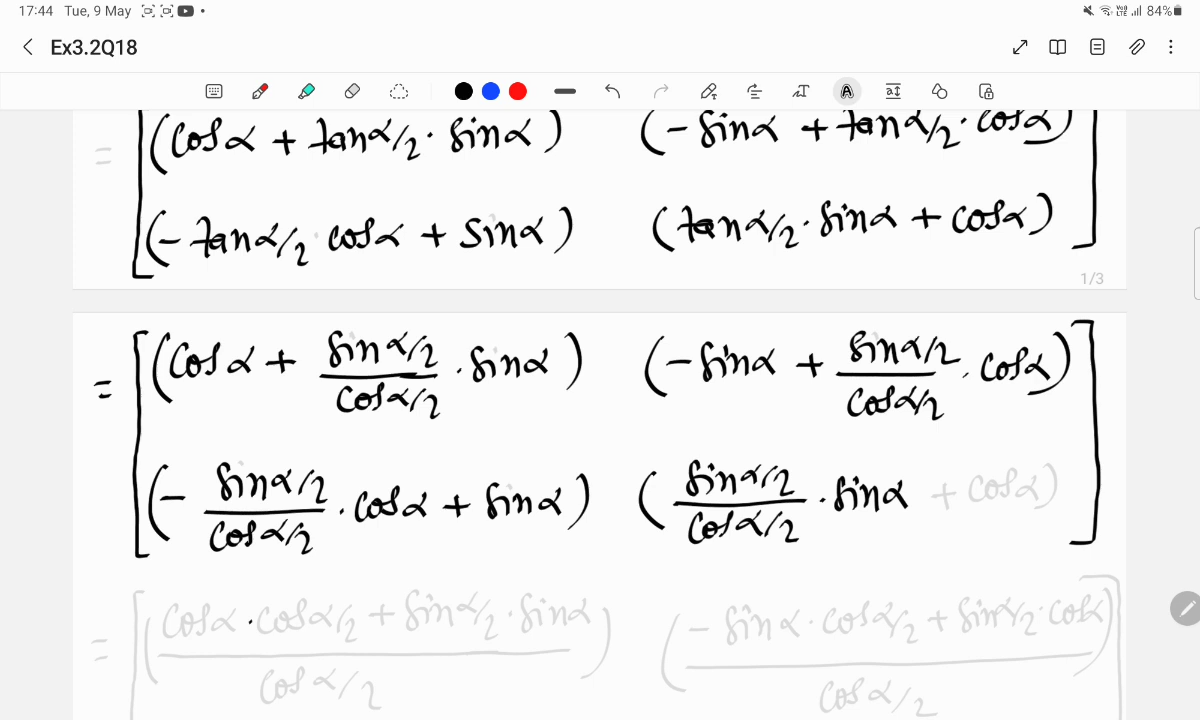 17:44 Tue, 9 May 84%
Ex3.2Q18
= [(cosα + tanα/2 · sinα) (- sinα + tanα/2 · cosα)
(- tanα/2 · cosα + sinα) (tanα/2 · sinα + cosα)]
1/3
= [(cosα + sinα/2 / cosα/2 · sinα) (- sinα + sinα/2 / cosα/2 · cosα)
(- sinα/2 / cosα/2 · cosα + sinα) (sinα/2 / cosα/2 · sinα + cosα)]
= [(cosα · cosα/2 + sinα/2 · sinα / cosα/2) (- sinα · cosα/2 + sinα/2 · cosα / cosα/2)]